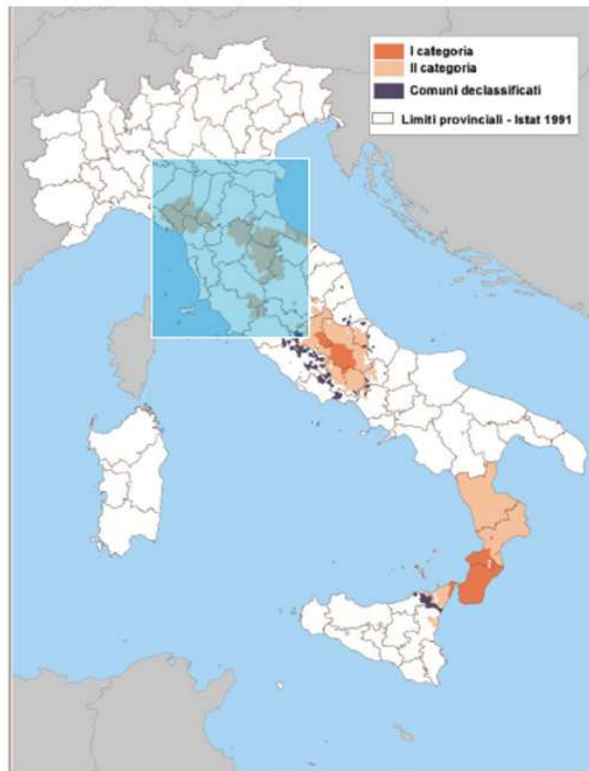 I categoria
II categoria
Comuni declassificati
Limiti provinciali - Istat 1991